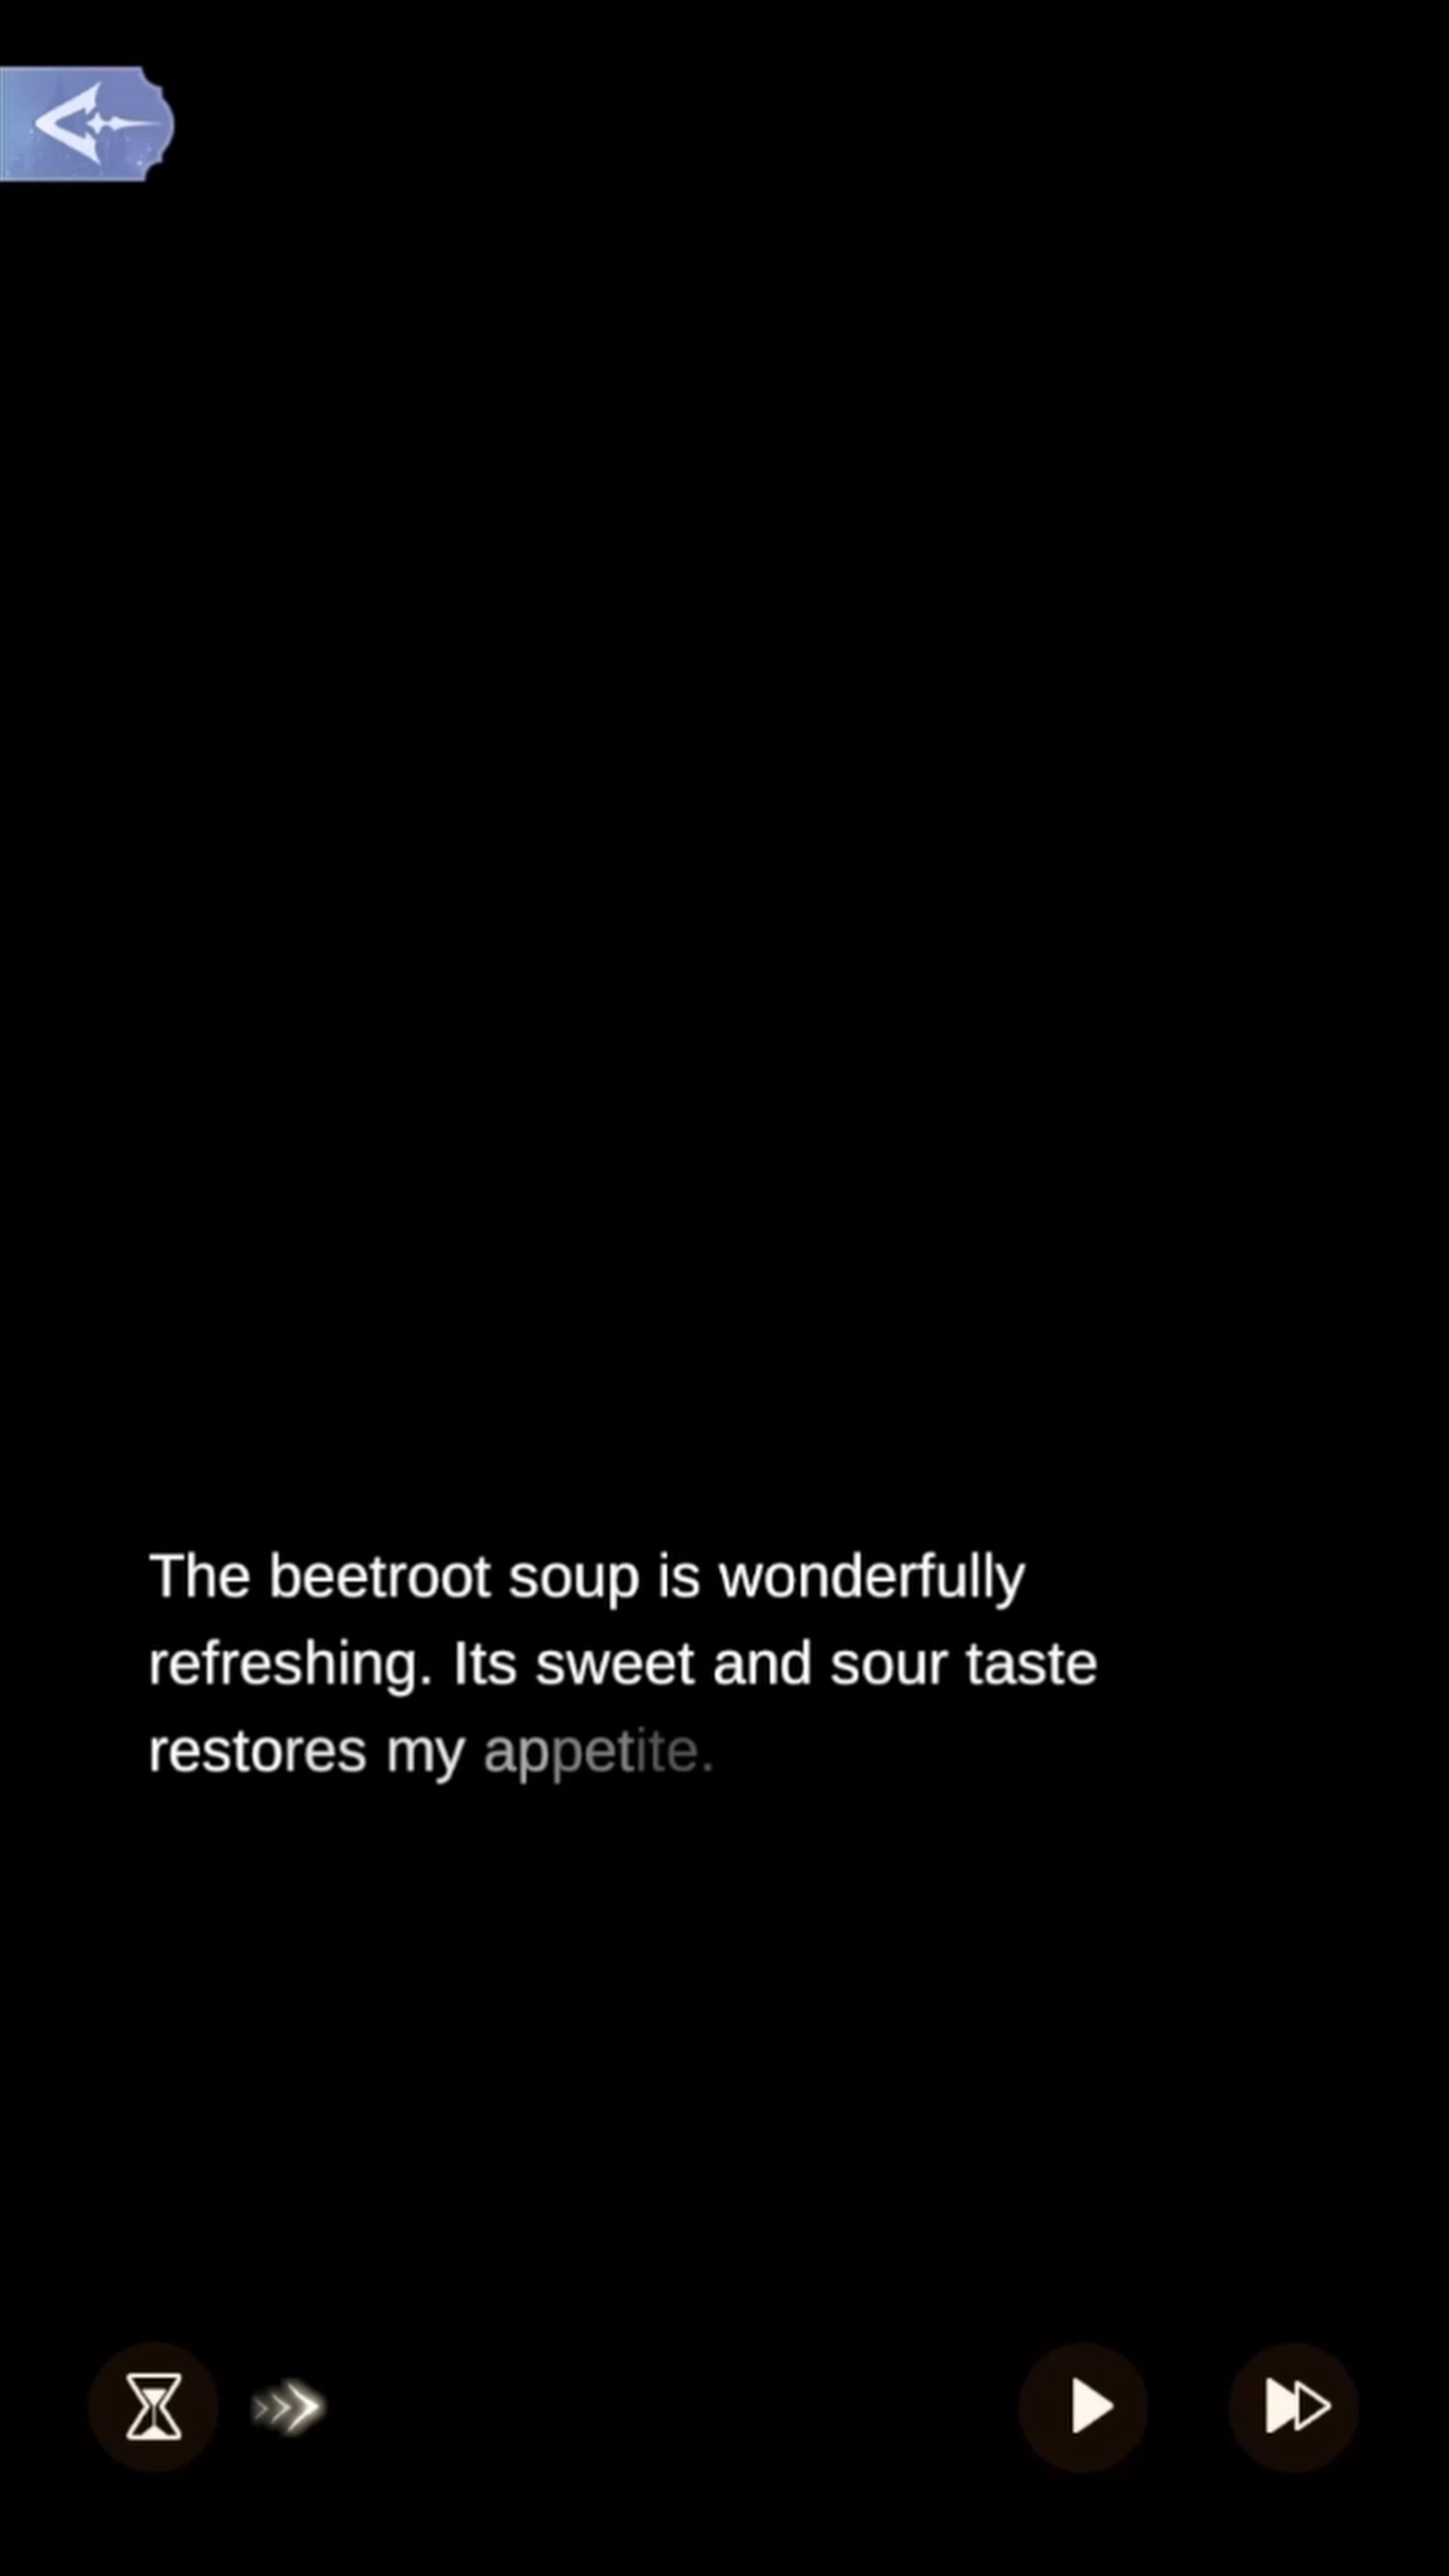 The beetroot soup is wonderfully
refreshing. Its sweet and sour taste
restores my appetite.